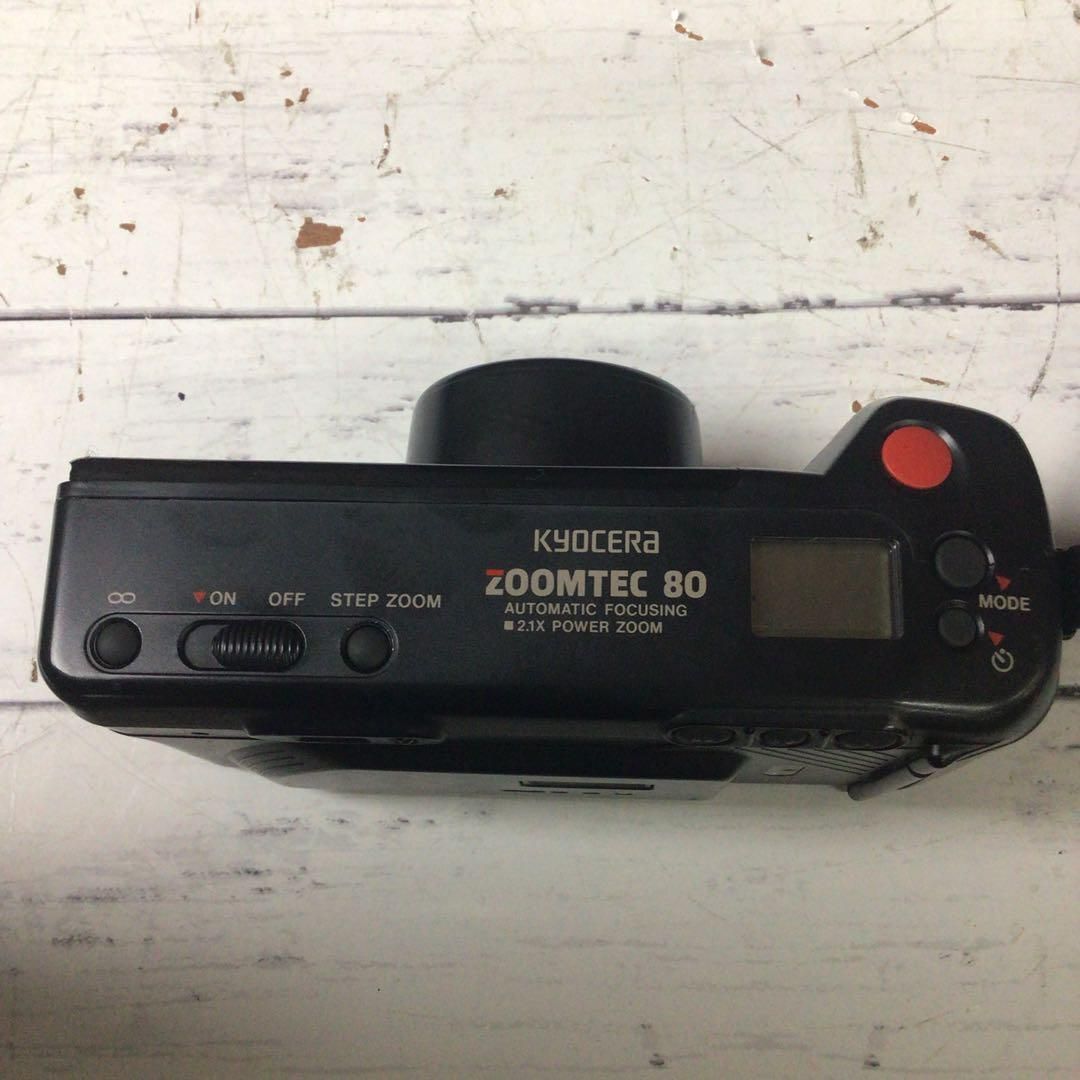 KYOCERA
ZOOMTEC 80
AUTOMATIC FOCUSING
■ 2.1X POWER ZOOM
∞ ▼ON OFF STEP ZOOM
MODE